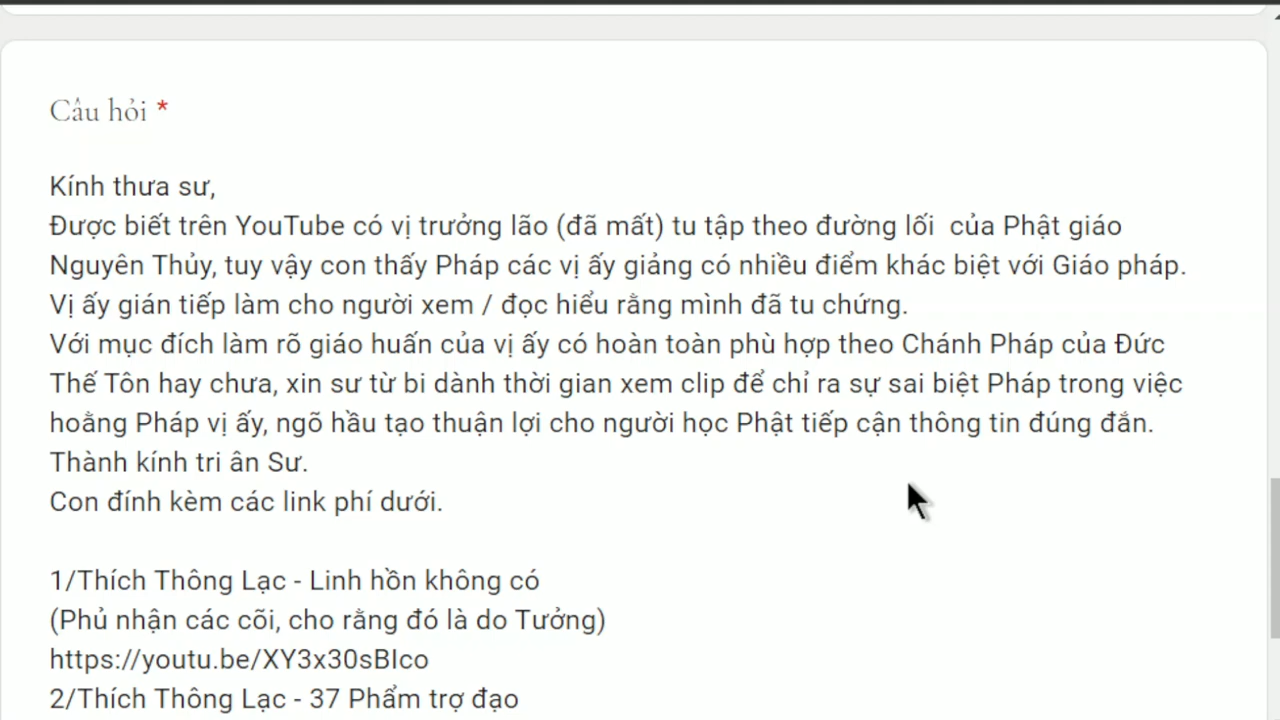 Câu hỏi *
Kính thưa sư,
Được biết trên YouTube có vị trưởng lão (đã mất) tu tập theo đường lối  của Phật giáo
Nguyên Thủy, tuy vậy con thấy Pháp các vị ấy giảng có nhiều điểm khác biệt với Giáo pháp.
Vị ấy gián tiếp làm cho người xem / đọc hiểu rằng mình đã tu chứng.
Với mục đích làm rõ giáo huấn của vị ấy có hoàn toàn phù hợp theo Chánh Pháp của Đức
Thế Tôn hay chưa, xin sư từ bi dành thời gian xem clip để chỉ ra sự sai biệt Pháp trong việc
hoằng Pháp vị ấy, ngõ hầu tạo thuận lợi cho người học Phật tiếp cận thông tin đúng đắn.
Thành kính tri ân Sư.
Con đính kèm các link phí dưới.
1/Thích Thông Lạc - Linh hồn không có
(Phủ nhận các cõi, cho rằng đó là do Tưởng)
https://youtu.be/XY3x30sBIco
2/Thích Thông Lạc - 37 Phẩm trợ đạo